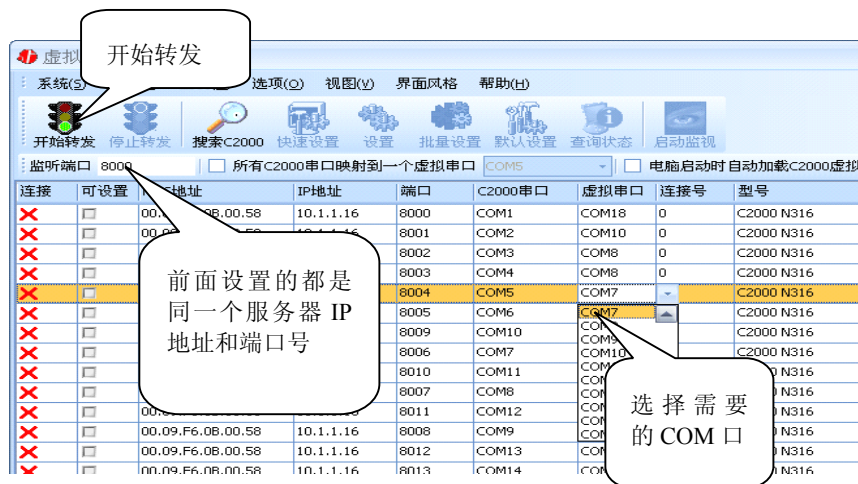 开始转发
虚拟
系统(S) 选项(O) 视图(V) 界面风格 帮助(H)
开始转发 停止转发 搜索C2000 快速设置 设置 批量设置 默认设置 查询状态 启动监视
监听端口 8000 所有C2000串口映射到一个虚拟串口 COM5 电脑启动时自动加载C2000虚拟
连接 可设置 地址 IP地址 端口 C2000串口 虚拟串口 连接号 型号
00.09.F6.0B.00.58 10.1.1.16 8000 COM1 COM18 0 C2000 N316
8001 COM2 COM10 0 C2000 N316
8002 COM3 COM8 0 C2000 N316
8003 COM4 COM8 0 C2000 N316
8004 COM5 COM7 C2000 N316
8005 COM6 COM7 C2000 N316
8009 COM10 C2000 N316
COM9
8006 COM7 COM10 C2000 N316
8010 COM11 C2000 N316
8007 COM8 N316
8011 COM12 N316
00.09.F6.0B.00.58 10.1.1.16 8008 COM9 N316
00.09.F6.0B.00.58 10.1.1.16 8012 COM13 N316
00.09.F6.0B.00.58 10.1.1.16 8013 COM14 N316
前面设置的都是
同一个服务器 IP
地址和端口号
选择需要
的 COM 口